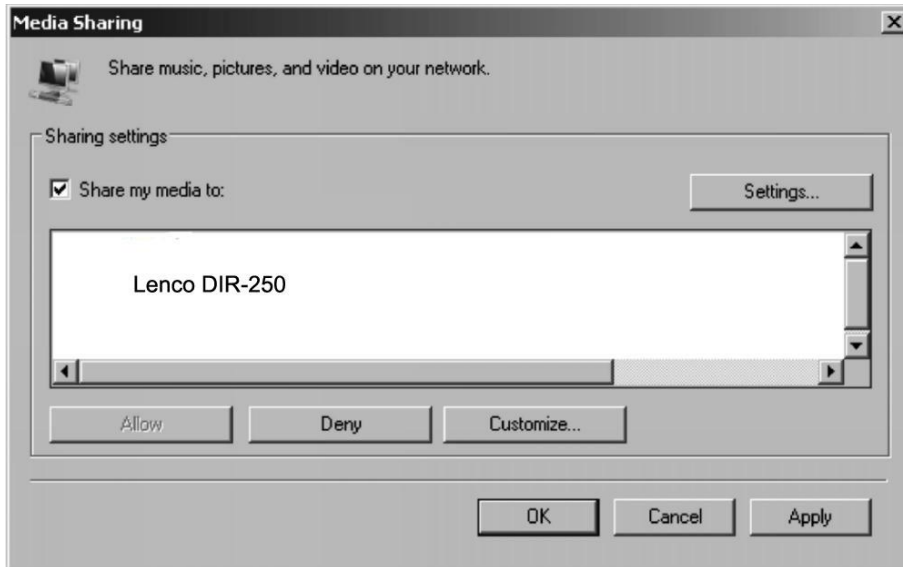 Media Sharing
Share music, pictures, and video on your network.
Sharing settings
Share my media to:
Settings...
Lenco DIR-250
Allow
Deny
Customize...
OK
Cancel
Apply